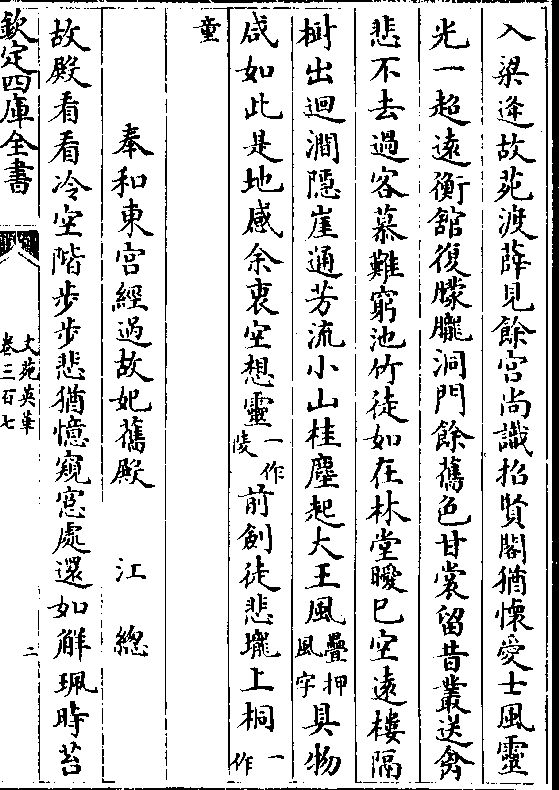 入梁逢故苑渡薛見餘宫尚識招賢閣猶懷愛士風靈
光一超遠衡館復朦朧洞門餘舊色甘棠留昔叢送禽
悲不去過客慕難窮池竹徒如在林堂曖已空遠樓隔
樹出迴澗隱崖通芳流小山桂塵起大王風疊押風字具物
咸如此是地感余衷空想靈一作陵前劍徒悲壠上桐一作
童
奉和東宫經過故妃舊殿　江總
故殿看看冷空階步步悲猶憶窺窓處還如解珮時苔
欽定四庫全書
文苑英華
卷三百七
二